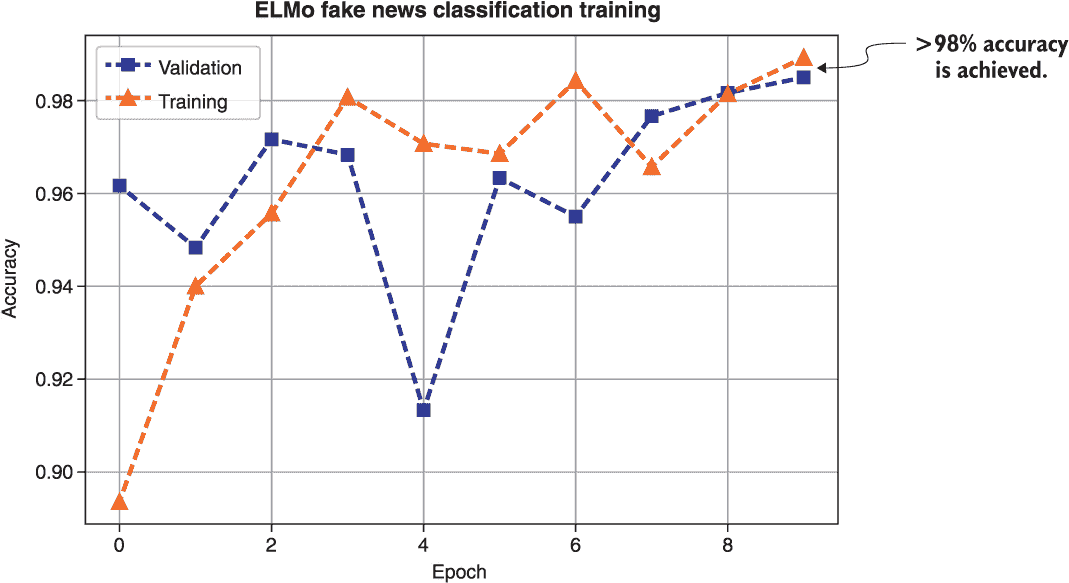 ELMo fake news classification training
>98% accuracy
is achieved.
Validation
Training
0.98
0.96
0.94
0.92
0.90
Accuracy
0
2
4
6
8
Epoch